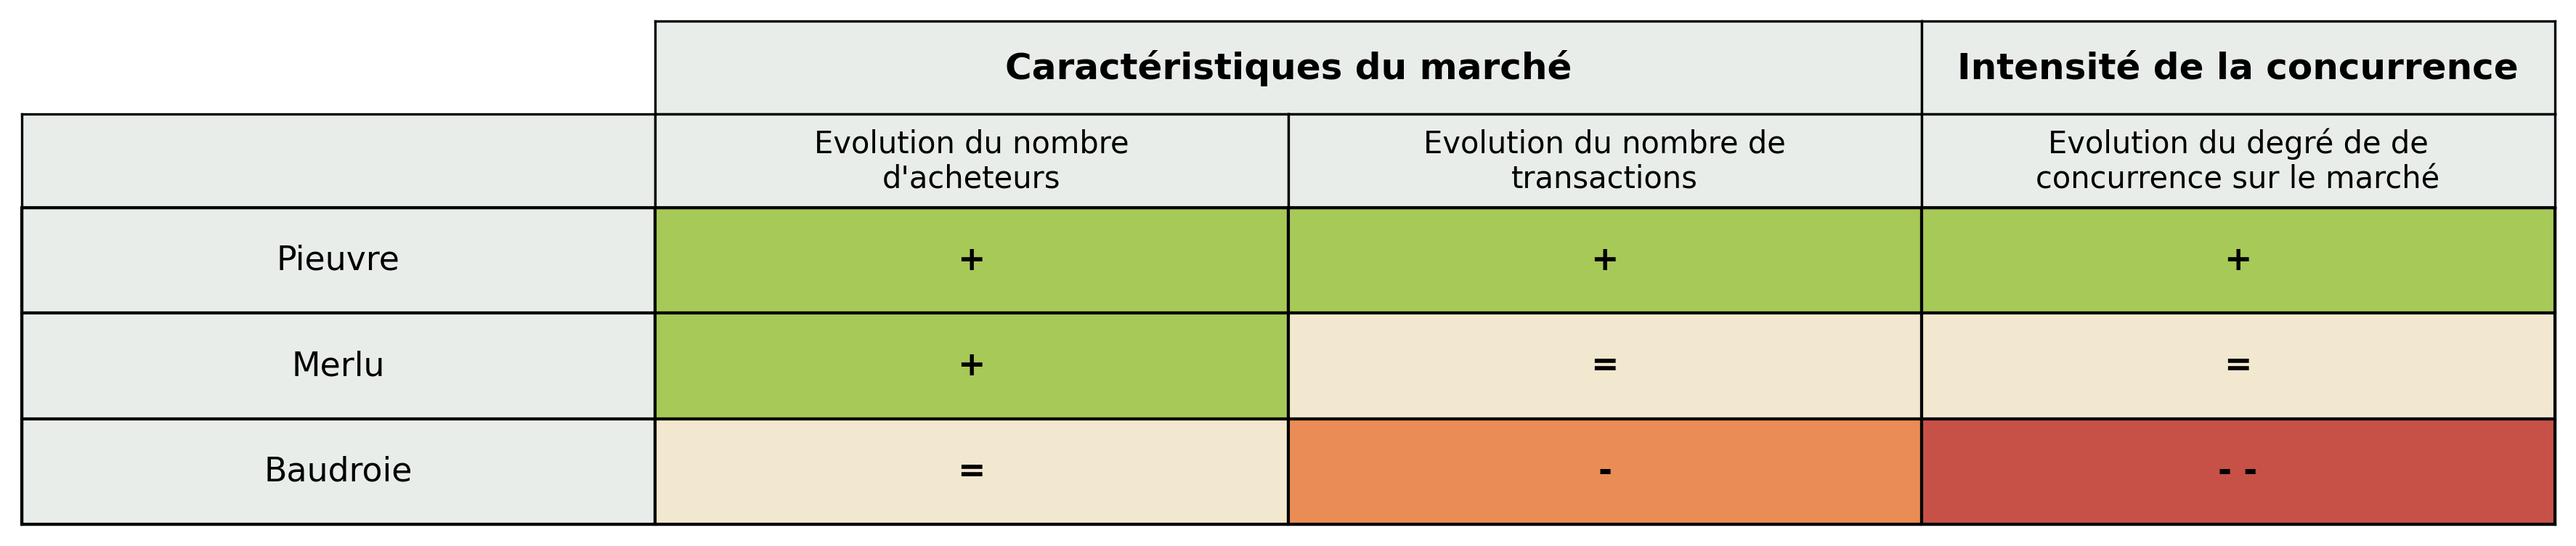 Caractéristiques du marché
Intensité de la concurrence
Evolution du nombre
d'acheteurs
Evolution du nombre de
transactions
Evolution du degré de de
concurrence sur le marché
Pieuvre
+
+
+
Merlu
+
=
=
Baudroie
=
-
- -